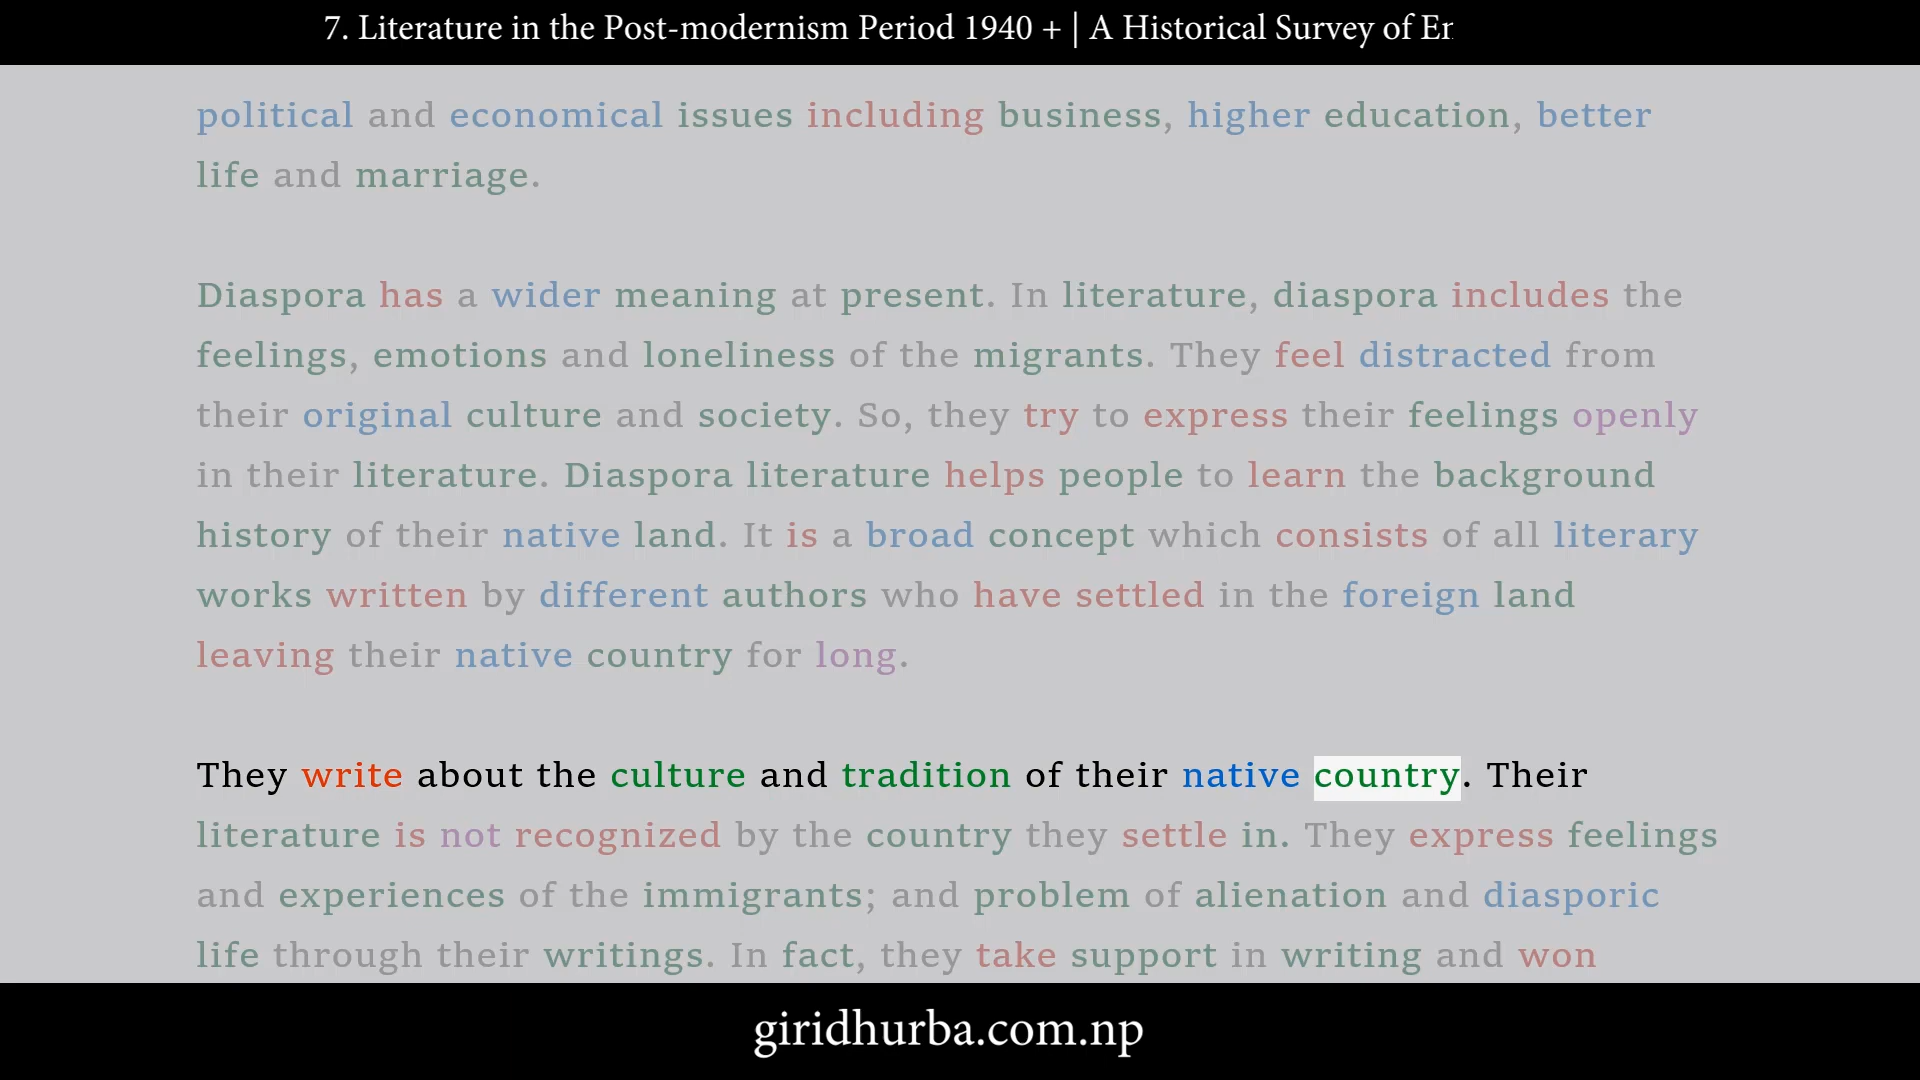 7. Literature in the Post-modernism Period 1940 + | A Historical Survey of En
political and economical issues including business, higher education, better
life and marriage.
Diaspora has a wider meaning at present. In literature, diaspora includes the
feelings, emotions and loneliness of the migrants. They feel distracted from
their original culture and society. So, they try to express their feelings openly
in their literature. Diaspora literature helps people to learn the background
history of their native land. It is a broad concept which consists of all literary
works written by different authors who have settled in the foreign land
leaving their native country for long.
They write about the culture and tradition of their native country. Their
literature is not recognized by the country they settle in. They express feelings
and experiences of the immigrants; and problem of alienation and diasporic
life through their writings. In fact, they take support in writing and won
giridhurba.com.np